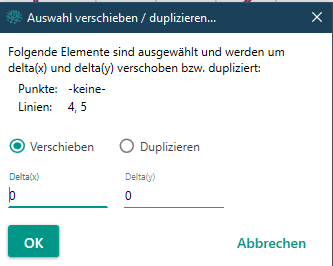 Auswahl verschieben / duplizieren...
Folgende Elemente sind ausgewählt und werden um
delta(x) und delta(y) verschoben bzw. dupliziert:
Punkte: -keine-
Linien: 4, 5
Verschieben Duplizieren
Delta(x) Delta(y)
0 0
OK Abbrechen